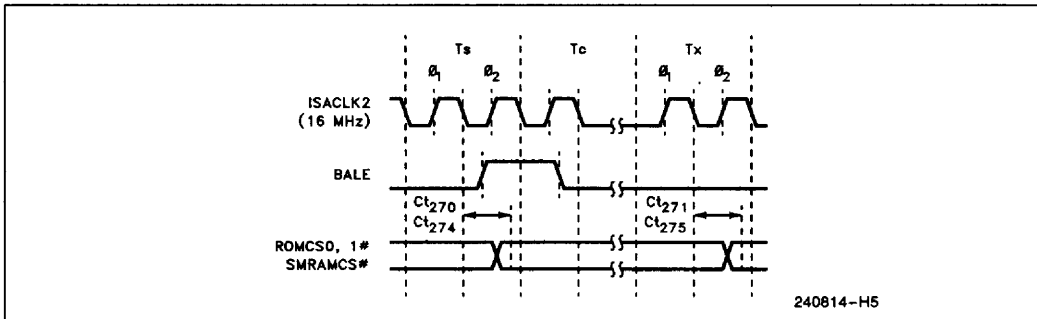 Ts Tc Tx
Ø1 Ø2 Ø1 Ø2
ISACLK2
(16 MHz)
BALE
Ct270 Ct271
Ct274 Ct275
ROMCS0, 1#
SMRAMCS#
240814-H5